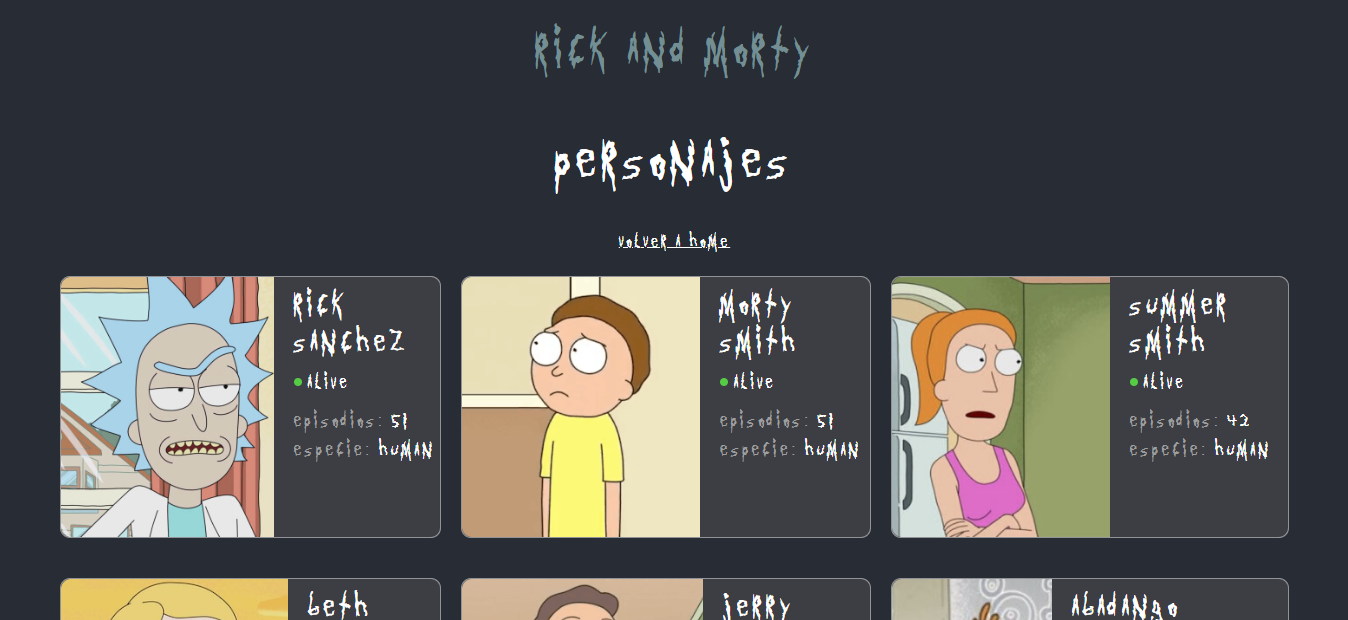 Rick and Morty
Personajes
Volver a home
Rick
Sanchez
Alive
Episodios: 51
Especie: Human
Morty
Smith
Alive
Episodios: 51
Especie: Human
Summer
Smith
Alive
Episodios: 42
Especie: Human
Beth
Jerry
Abadango